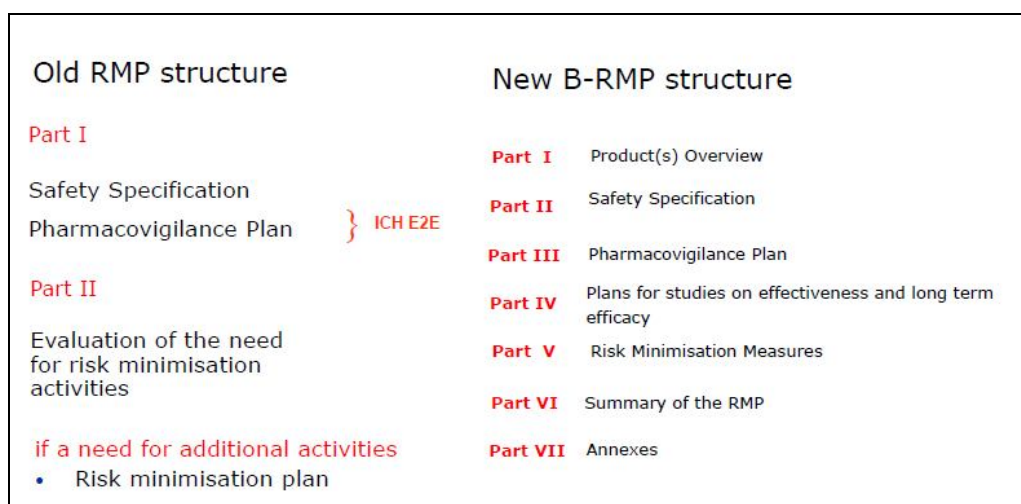 Old RMP structure
Part I
Safety Specification
Pharmacovigilance Plan
} ICH E2E
Part II
Evaluation of the need
for risk minimisation
activities
if a need for additional activities
• Risk minimisation plan
New B-RMP structure
Part I Product(s) Overview
Part II Safety Specification
Part III Pharmacovigilance Plan
Part IV Plans for studies on effectiveness and long term
efficacy
Part V Risk Minimisation Measures
Part VI Summary of the RMP
Part VII Annexes